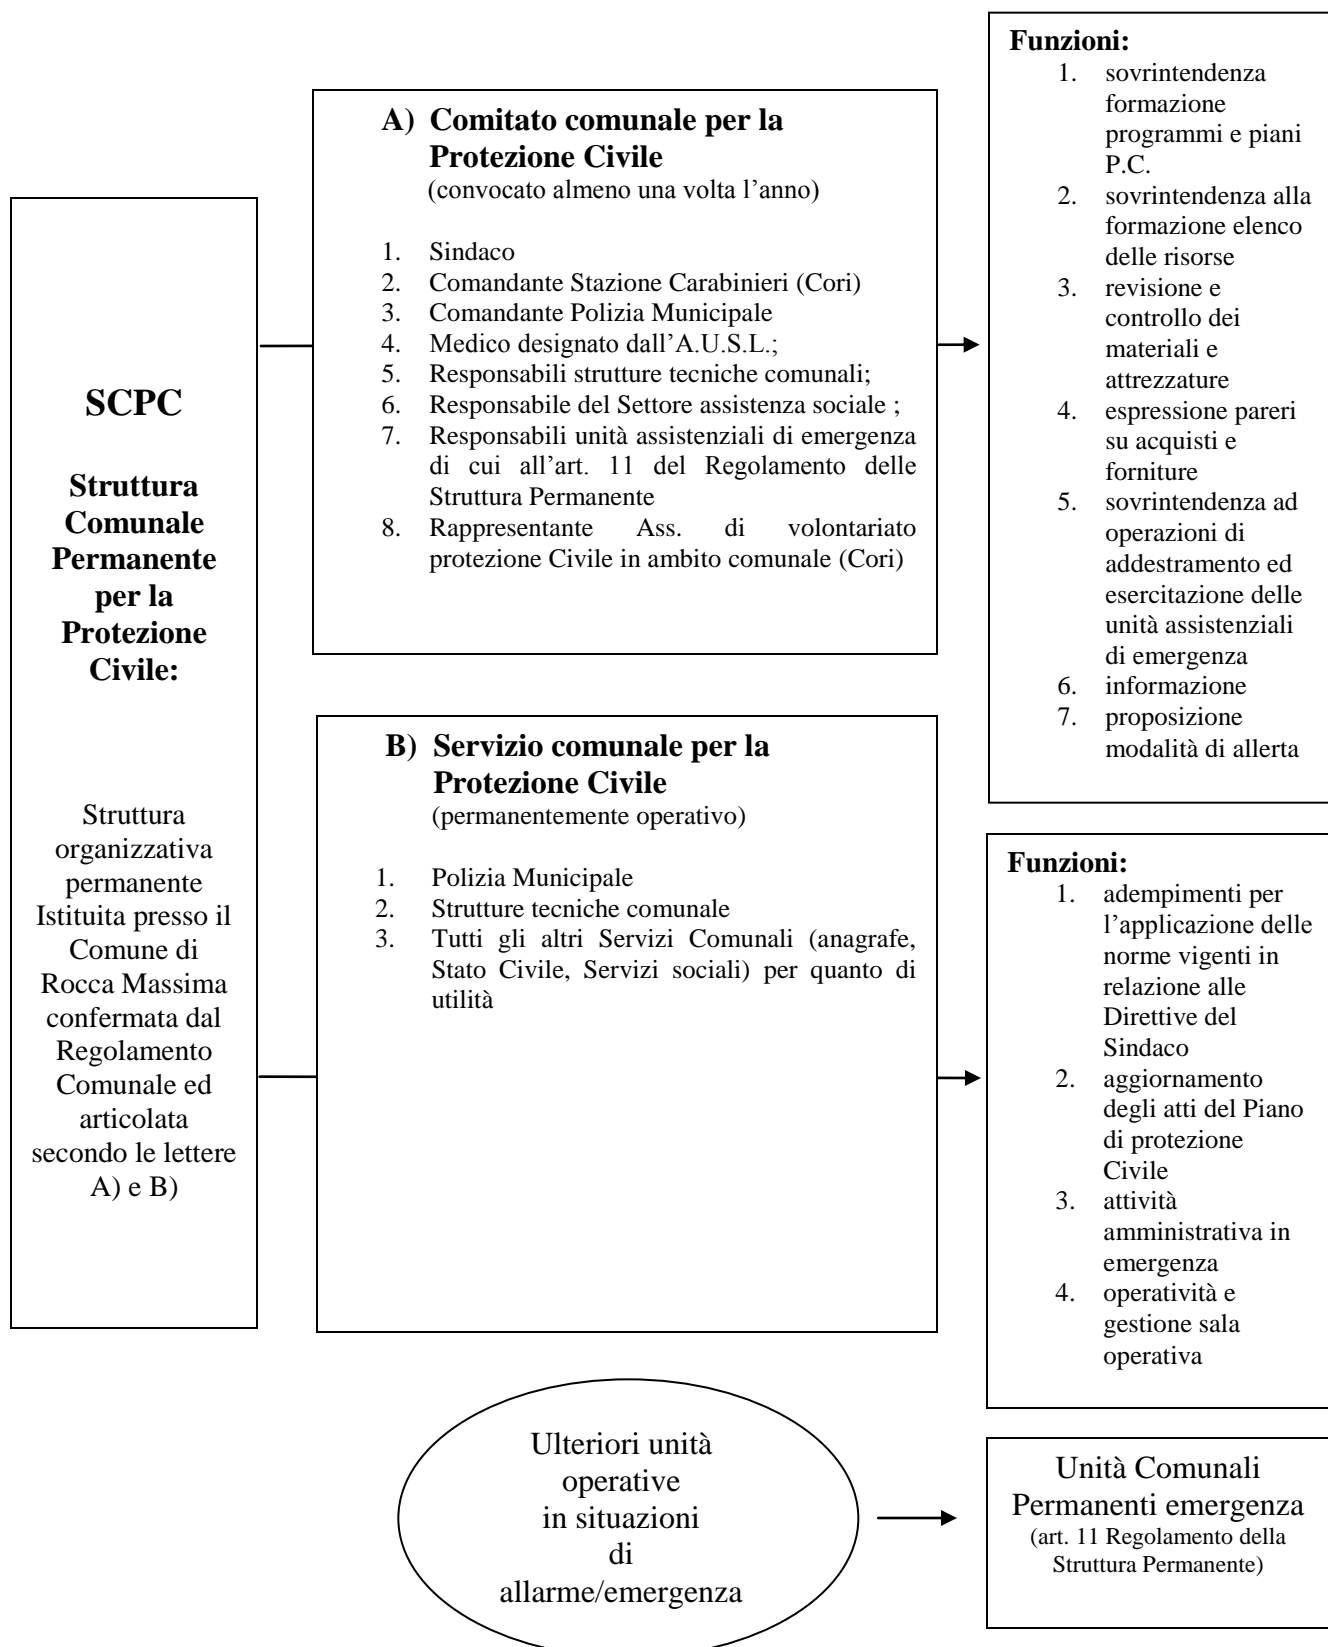 SCPC
Struttura
Comunale
Permanente
per la
Protezione
Civile:
Struttura
organizzativa
permanente
Istituita presso il
Comune di
Rocca Massima
confermata dal
Regolamento
Comunale ed
articolata
secondo le lettere
A) e B)
A) Comitato comunale per la
Protezione Civile
(convocato almeno una volta l’anno)
1. Sindaco
2. Comandante Stazione Carabinieri (Cori)
3. Comandante Polizia Municipale
4. Medico designato dall’A.U.S.L.;
5. Responsabili strutture tecniche comunali;
6. Responsabile del Settore assistenza sociale ;
7. Responsabili unità assistenziali di emergenza
di cui all’art. 11 del Regolamento delle
Struttura Permanente
8. Rappresentante Ass. di volontariato
protezione Civile in ambito comunale (Cori)
Funzioni:
1. sovrintendenza
formazione
programmi e piani
P.C.
2. sovrintendenza alla
formazione elenco
delle risorse
3. revisione e
controllo dei
materiali e
attrezzature
4. espressione pareri
su acquisti e
forniture
5. sovrintendenza ad
operazioni di
addestramento ed
esercitazione delle
unità assistenziali
di emergenza
6. informazione
7. proposizione
modalità di allerta
B) Servizio comunale per la
Protezione Civile
(permanentemente operativo)
1. Polizia Municipale
2. Strutture tecniche comunale
3. Tutti gli altri Servizi Comunali (anagrafe,
Stato Civile, Servizi sociali) per quanto di
utilità
Funzioni:
1. adempimenti per
l’applicazione delle
norme vigenti in
relazione alle
Direttive del
Sindaco
2. aggiornamento
degli atti del Piano
di protezione
Civile
3. attività
amministrativa in
emergenza
4. operatività e
gestione sala
operativa
Ulteriori unità
operative
in situazioni
di
allarme/emergenza
Unità Comunali
Permanenti emergenza
(art. 11 Regolamento della
Struttura Permanente)